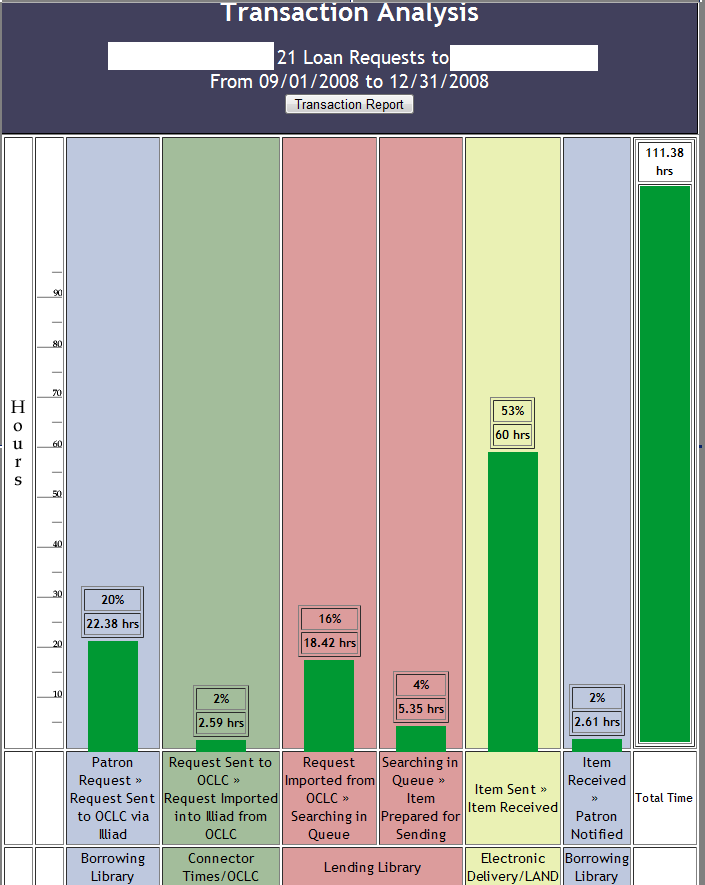 Transaction Analysis
21 Loan Requests to
From 09/01/2008 to 12/31/2008
Transaction Report
111.38
hrs
90
80
70
60
50
40
30
20
10
H
o
u
r
s
20%
22.38 hrs
2%
2.59 hrs
16%
18.42 hrs
4%
5.35 hrs
53%
60 hrs
2%
2.61 hrs
Patron
Request »
Request Sent
to OCLC via
Illiad
Request Sent to
OCLC »
Request Imported
into Illiad from
OCLC
Request
Imported from
OCLC »
Searching in
Queue
Searching in
Queue »
Item
Prepared for
Sending
Item Sent »
Item Received
Item
Received
»
Patron
Notified
Total Time
Borrowing
Library
Connector
Times/OCLC
Lending Library
Electronic
Delivery/LAND
Borrowing
Library